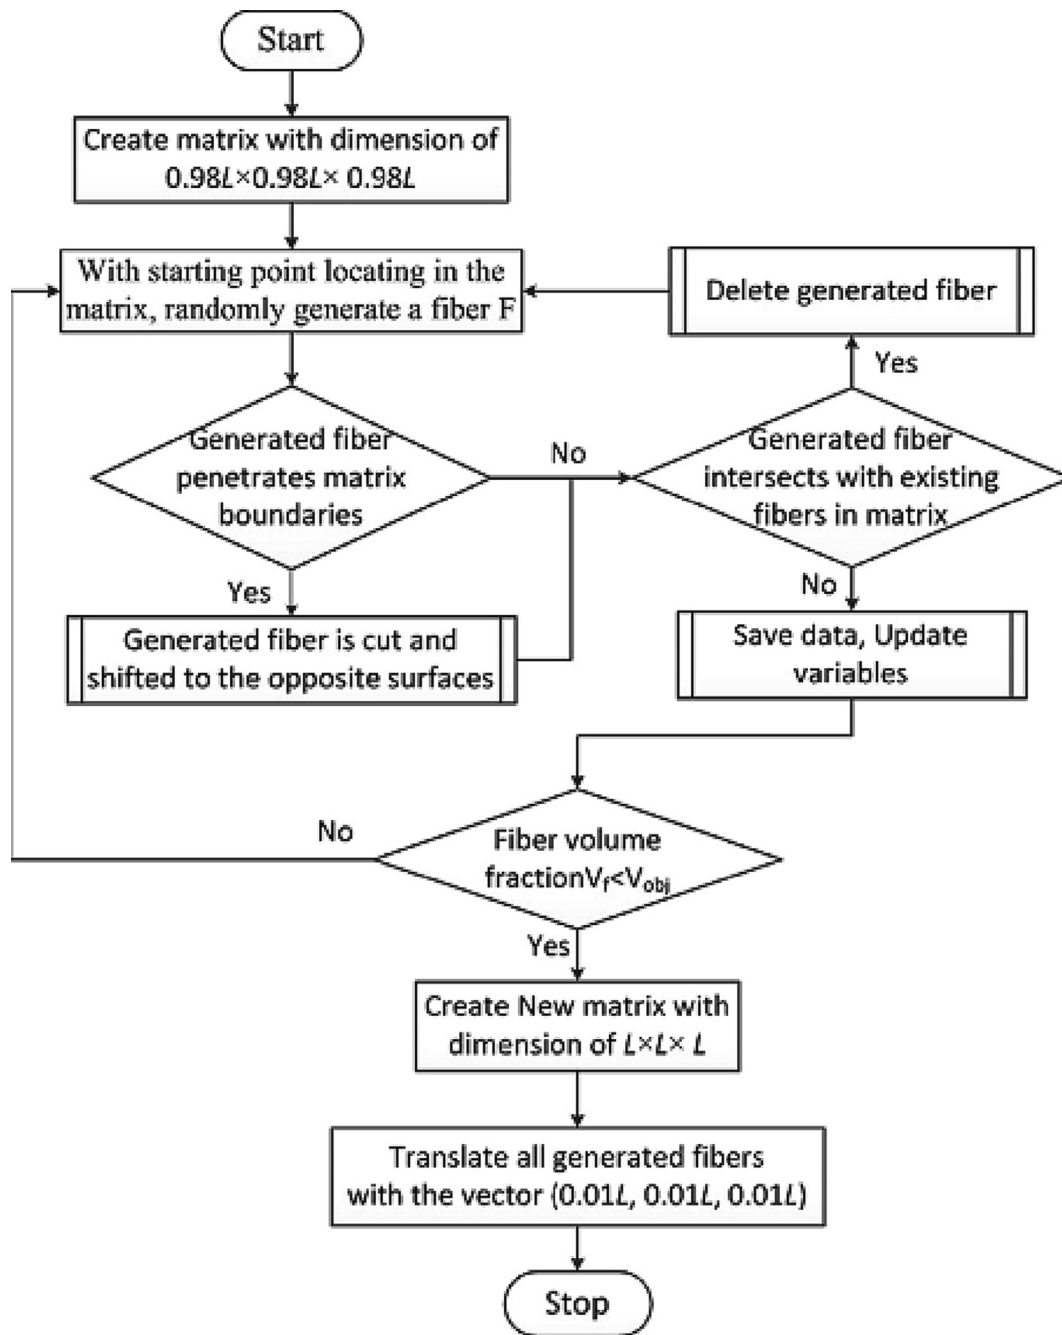 Start
Create matrix with dimension of
0.98L×0.98L× 0.98L
With starting point locating in the
matrix, randomly generate a fiber F
Delete generated fiber
Yes
Generated fiber
penetrates matrix
boundaries
No
Generated fiber
intersects with existing
fibers in matrix
Yes
No
Generated fiber is cut and
shifted to the opposite surfaces
Save data, Update
variables
No
Fiber volume
fractionVf<Vobj
Yes
Create New matrix with
dimension of L×L× L
Translate all generated fibers
with the vector (0.01L, 0.01L, 0.01L)
Stop